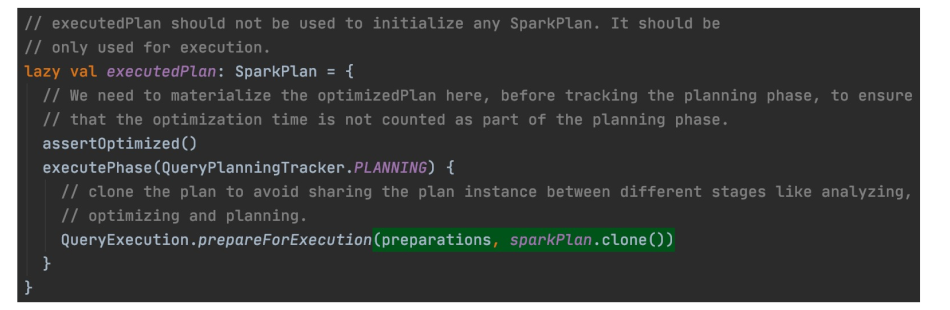 // executedPlan should not be used to initialize any SparkPlan. It should be
// only used for execution.
lazy val executedPlan: SparkPlan = {
// We need to materialize the optimizedPlan here, before tracking the planning phase, to ensure
// that the optimization time is not counted as part of the planning phase.
assertOptimized()
executePhase(QueryPlanningTracker.PLANNING) {
// clone the plan to avoid sharing the plan instance between different stages like analyzing,
// optimizing and planning.
QueryExecution.prepareForExecution(preparations, sparkPlan.clone())
}
}